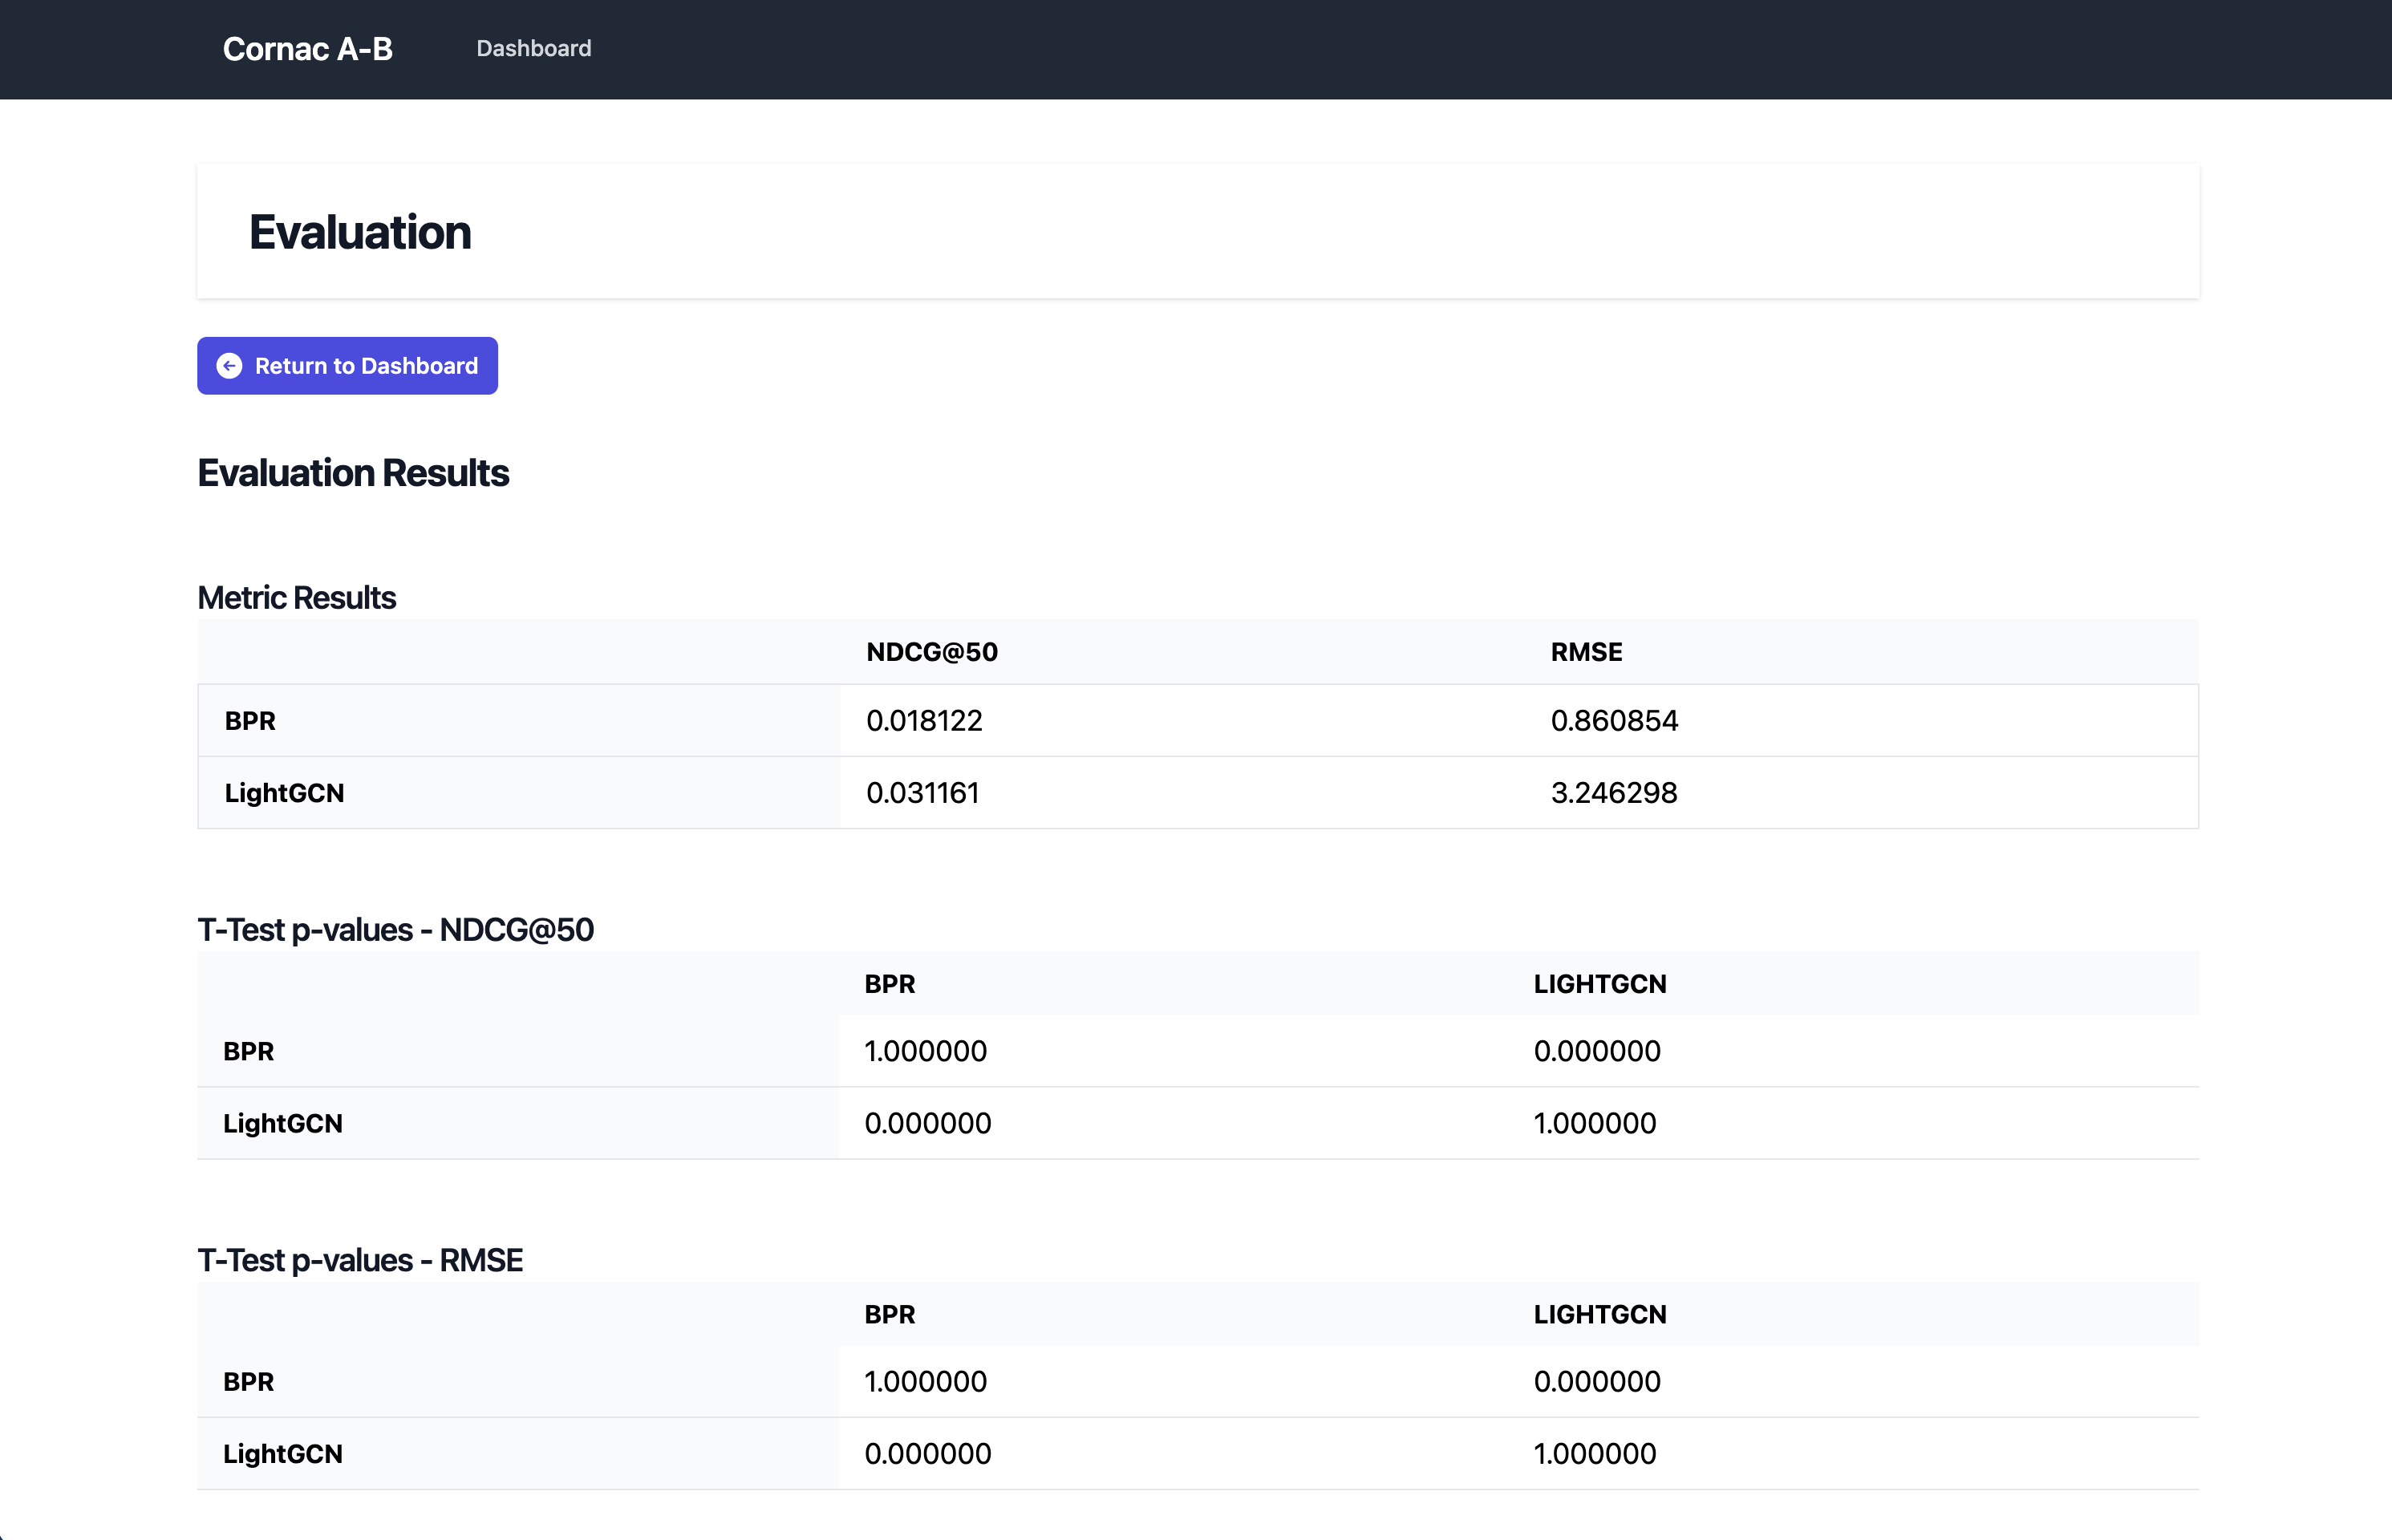 Cornac A-B Dashboard
Evaluation
Return to Dashboard
Evaluation Results
Metric Results
NDCG@50 RMSE
BPR 0.018122 0.860854
LightGCN 0.031161 3.246298
T-Test p-values - NDCG@50
BPR LIGHTGCN
BPR 1.000000 0.000000
LightGCN 0.000000 1.000000
T-Test p-values - RMSE
BPR LIGHTGCN
BPR 1.000000 0.000000
LightGCN 0.000000 1.000000